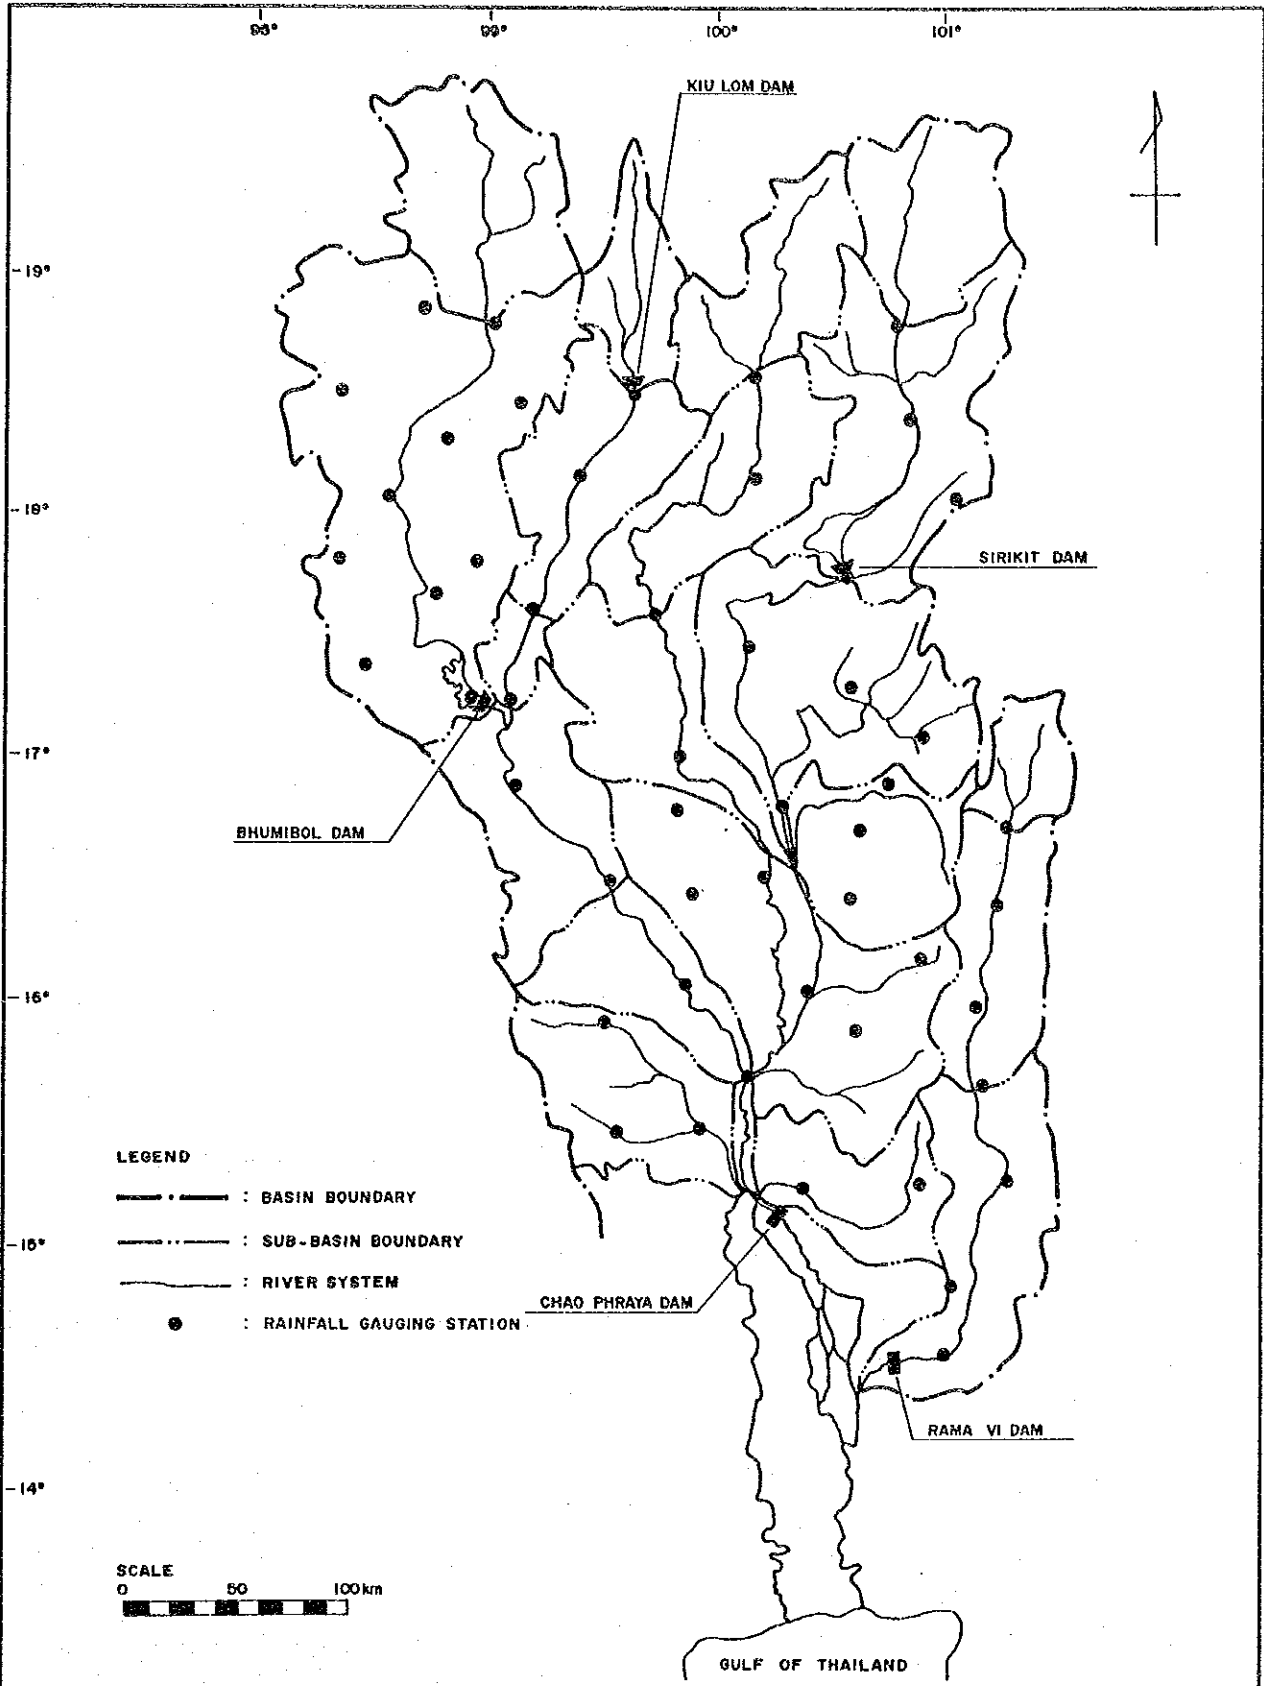 98° 99° 100° 101°
KIU LOM DAM
19°
18°
SIRIKIT DAM
17°
BHUMIBOL DAM
16°
LEGEND
: BASIN BOUNDARY
15°
: SUB-BASIN BOUNDARY
: RIVER SYSTEM
CHAO PHRAYA DAM
: RAINFALL GAUGING STATION
RAMA VI DAM
14°
SCALE
0 50 100km
GULF OF THAILAND